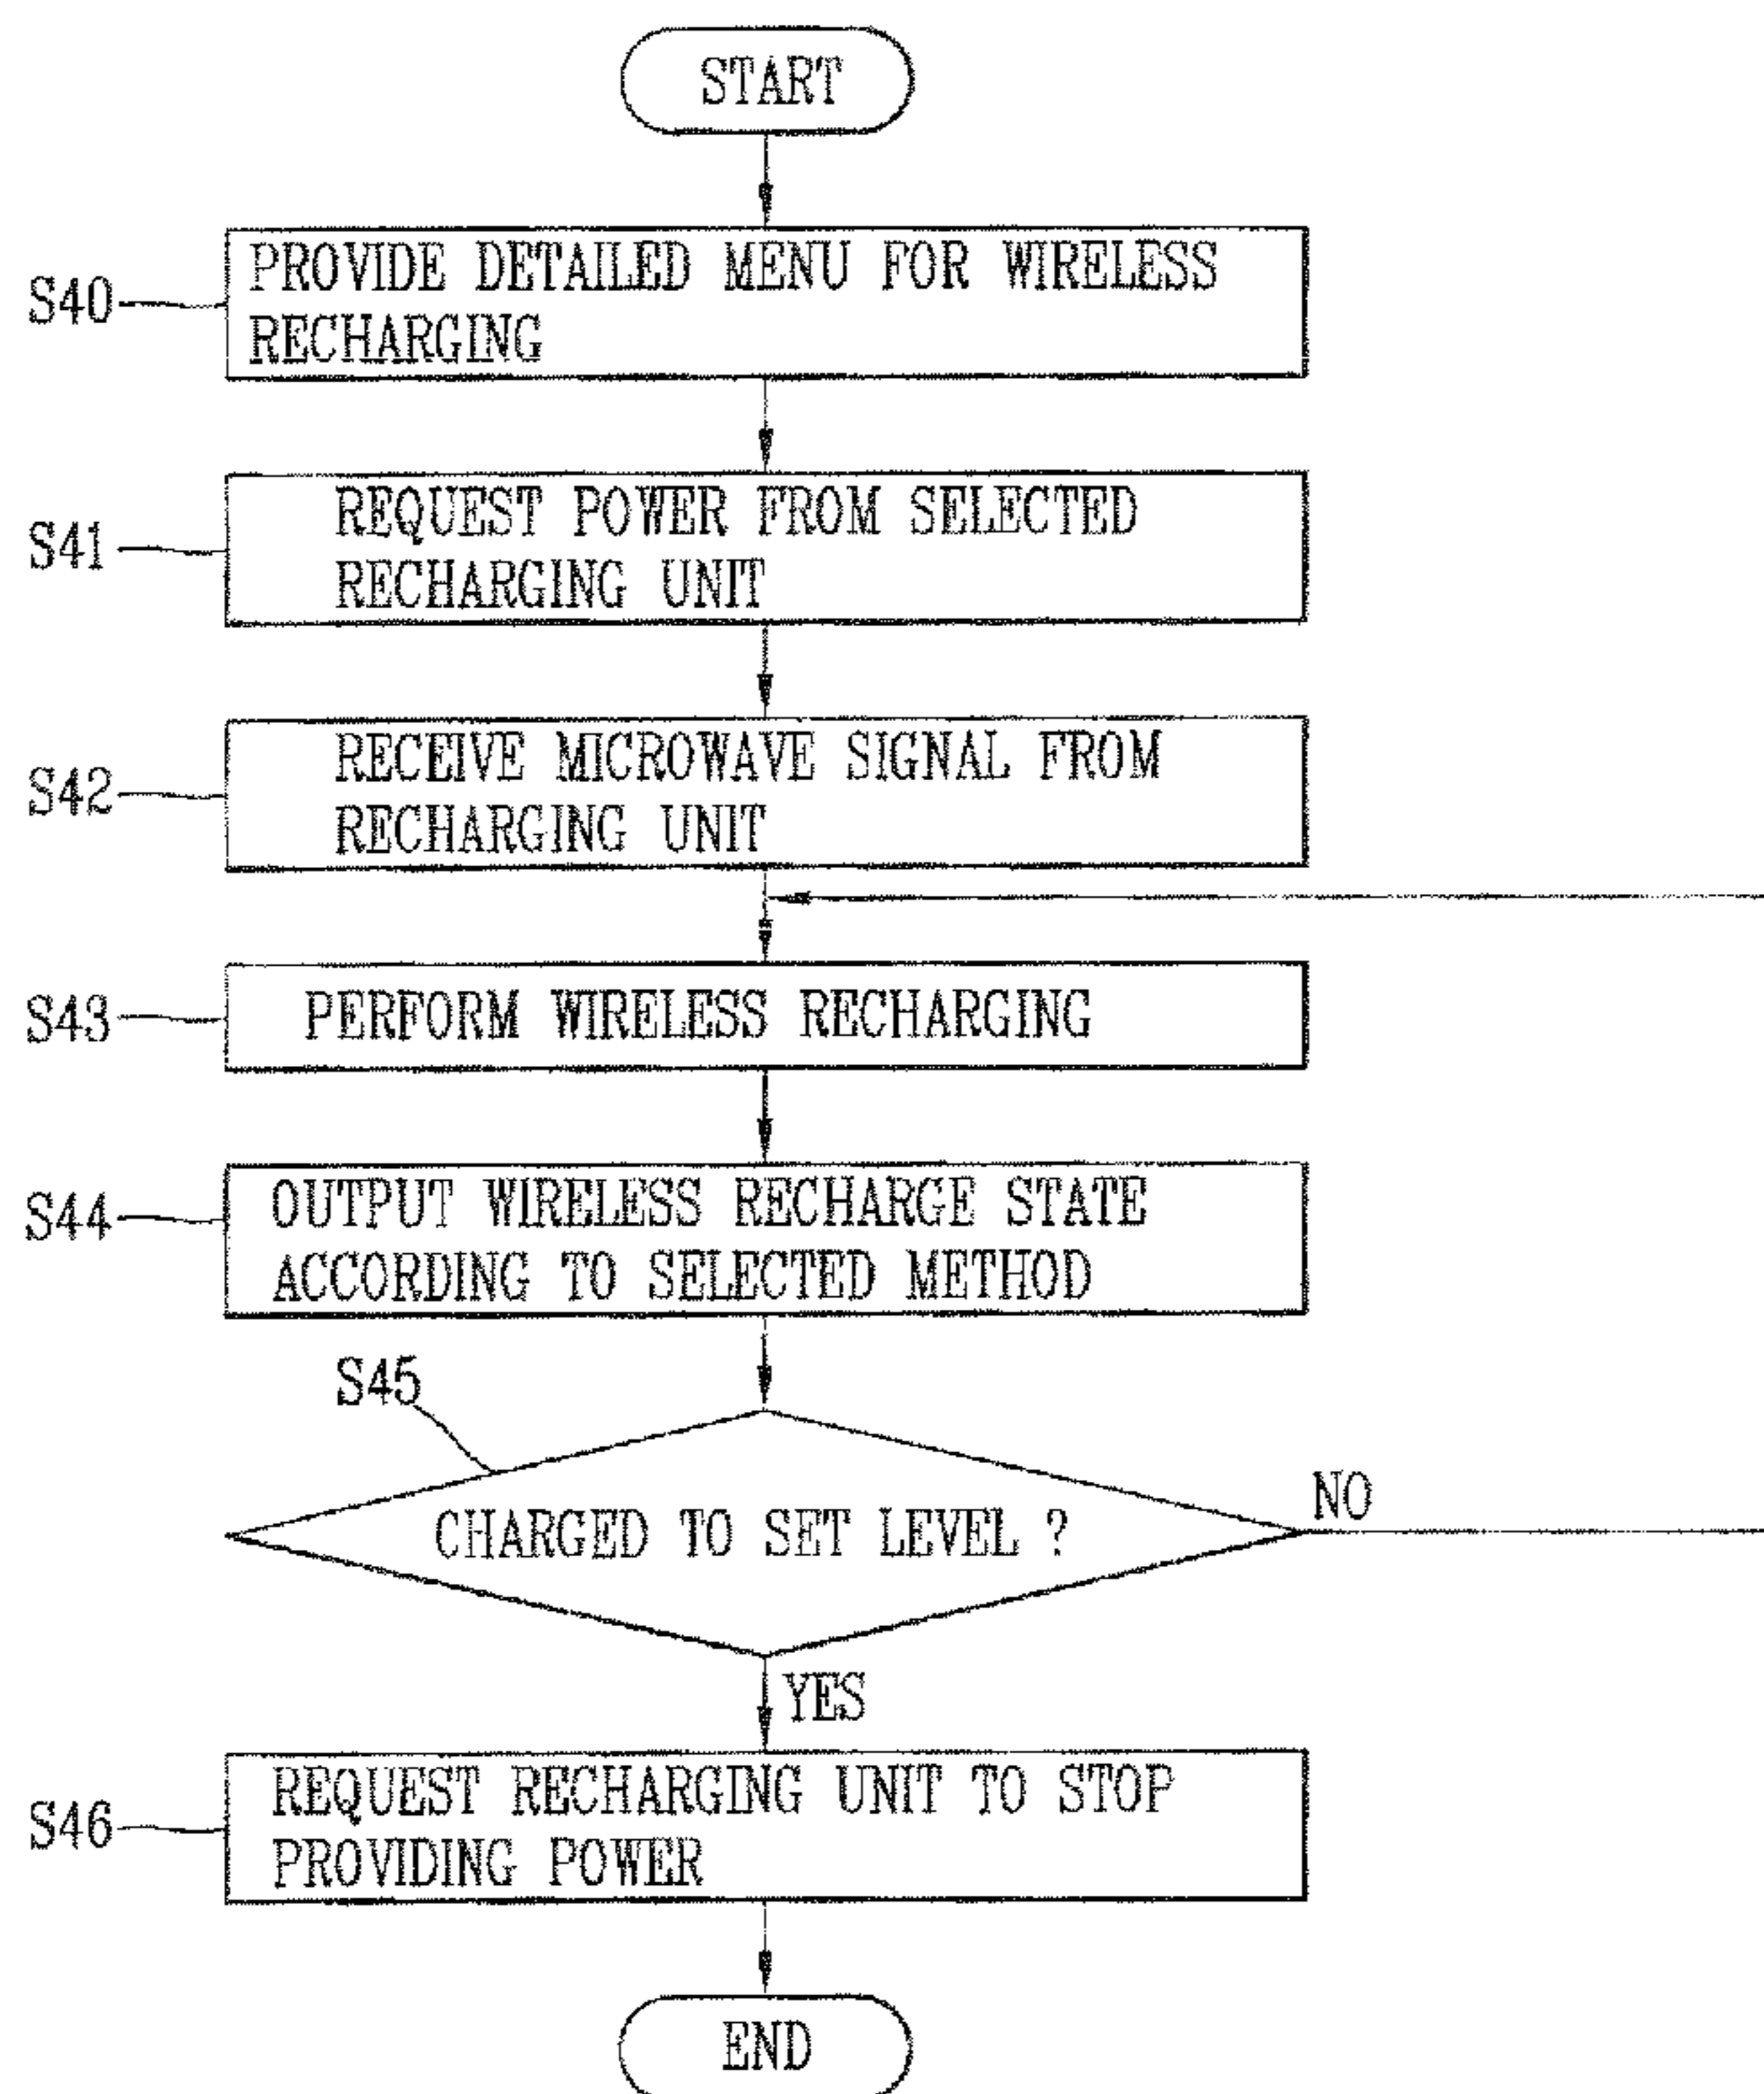 START
S40
PROVIDE DETAILED MENU FOR WIRELESS
RECHARGING
S41
REQUEST POWER FROM SELECTED
RECHARGING UNIT
S42
RECEIVE MICROWAVE SIGNAL FROM
RECHARGING UNIT
S43
PERFORM WIRELESS RECHARGING
S44
OUTPUT WIRELESS RECHARGE STATE
ACCORDING TO SELECTED METHOD
S45
CHARGED TO SET LEVEL ?
NO
YES
S46
REQUEST RECHARGING UNIT TO STOP
PROVIDING POWER
END